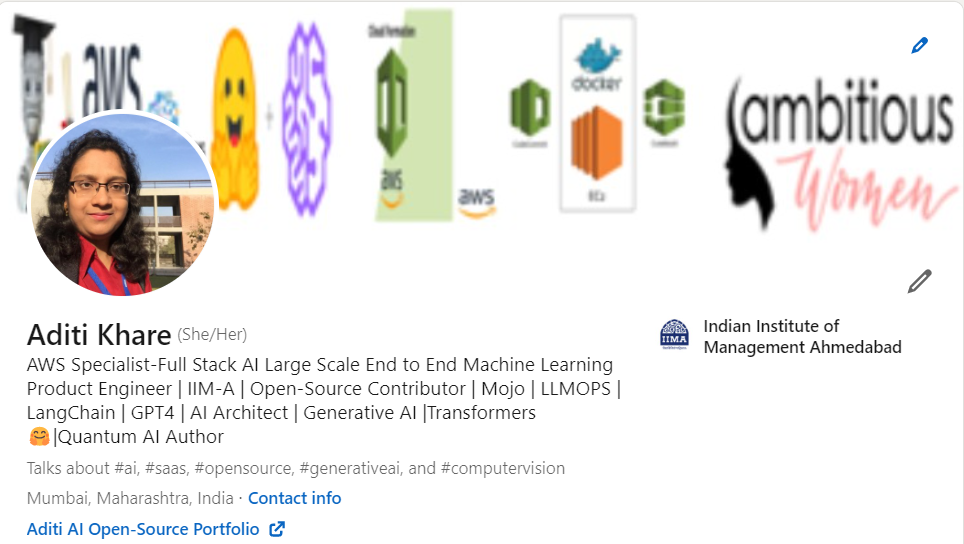 aws
Cloud Formation
aws
aws
docker
EC2
ambitious
Women
Aditi Khare (She/Her)
AWS Specialist-Full Stack AI Large Scale End to End Machine Learning
Product Engineer | IIM-A | Open-Source Contributor | Mojo | LLMOPS |
LangChain | GPT4 | AI Architect | Generative AI |Transformers
🤗|Quantum AI Author
Talks about #ai, #saas, #opensource, #generativeai, and #computervision
Mumbai, Maharashtra, India · Contact info
Aditi AI Open-Source Portfolio
IIMA
Indian Institute of
Management Ahmedabad